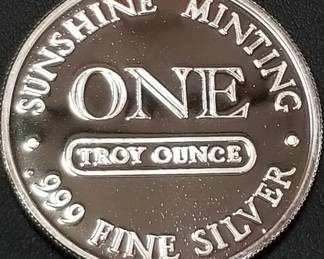 SUNSHINE MINTING
ONE
TROY OUNCE
.999 FINE SILVER